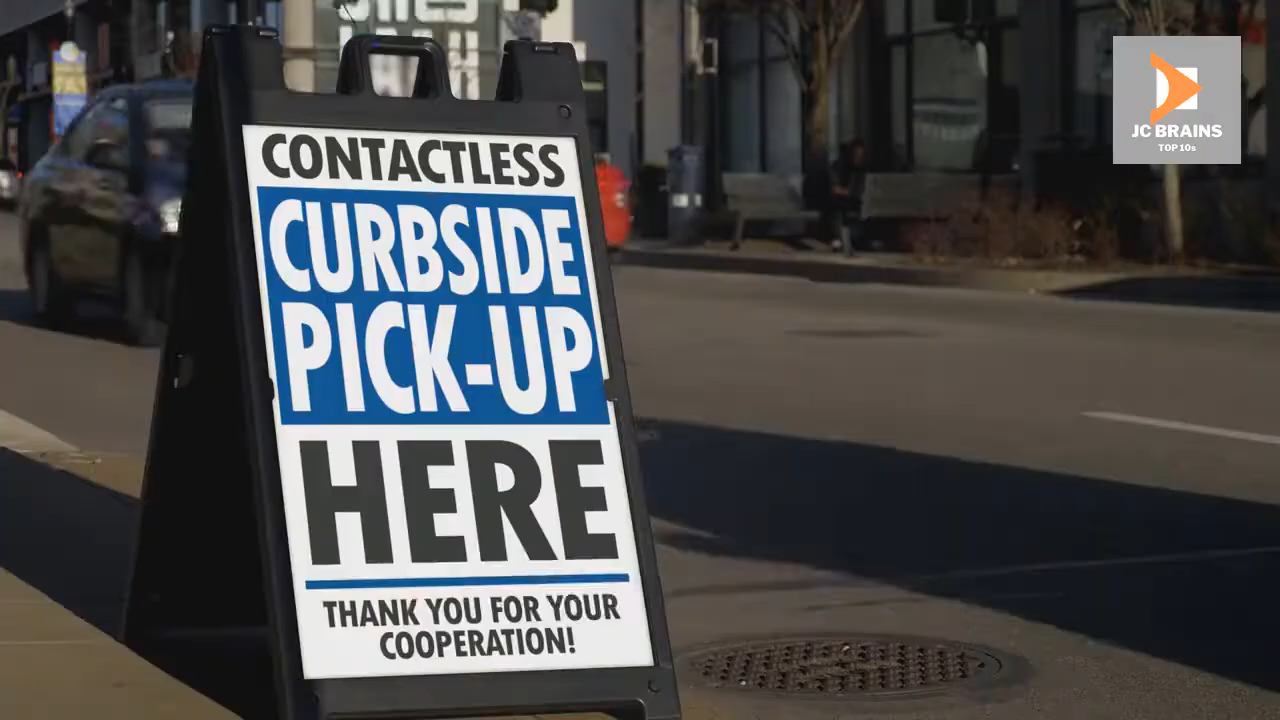 CONTACTLESS
CURBSIDE
PICK-UP
HERE
THANK YOU FOR YOUR
COOPERATION!
JC BRAINS
TOP 10s